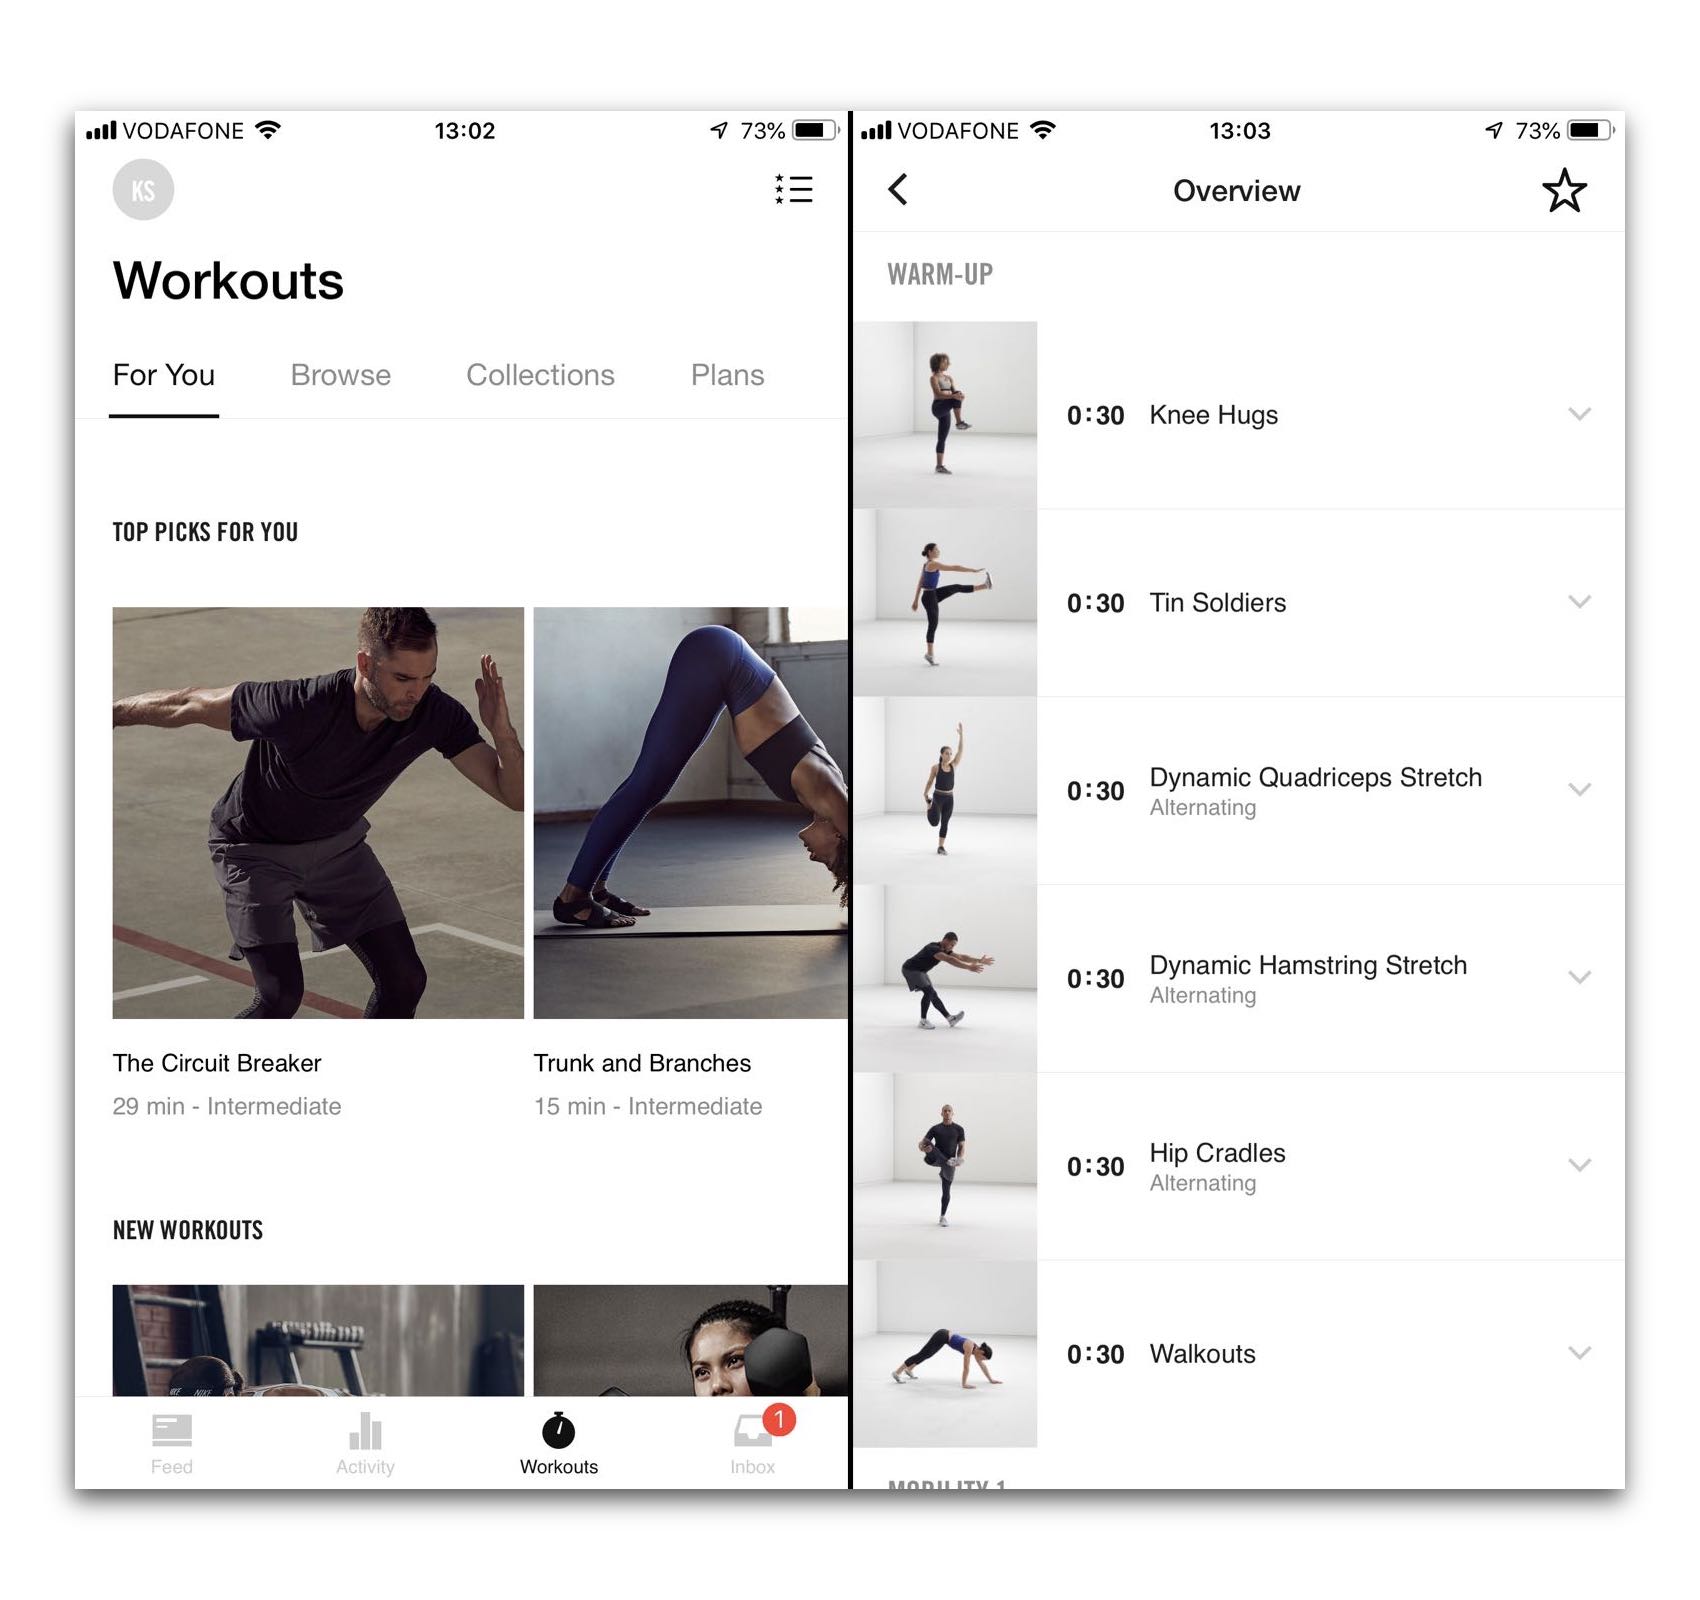 VODAFONE 13:02 73%
KS
Workouts
For You Browse Collections Plans
TOP PICKS FOR YOU
The Circuit Breaker
29 min - Intermediate
Trunk and Branches
15 min - Intermediate
NEW WORKOUTS
NIKE
Feed Activity Workouts Inbox 1
VODAFONE 13:03 73%
Overview
WARM-UP
0:30 Knee Hugs
0:30 Tin Soldiers
0:30 Dynamic Quadriceps Stretch
Alternating
0:30 Dynamic Hamstring Stretch
Alternating
0:30 Hip Cradles
Alternating
0:30 Walkouts
MOBILITY 1